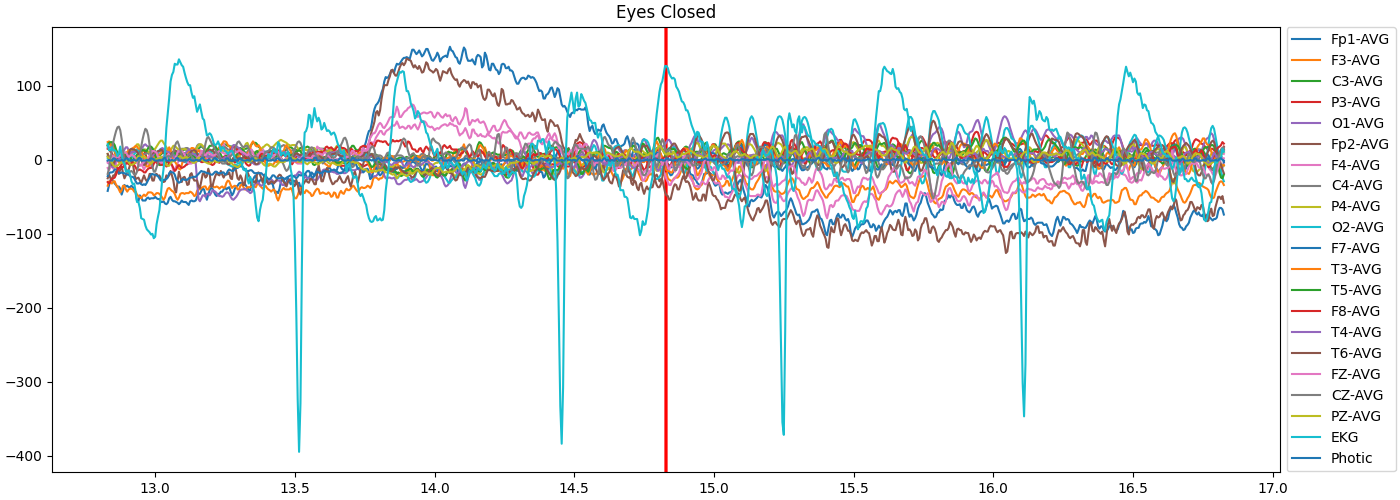 Eyes Closed
100
0
−100
−200
−300
−400
13.0 13.5 14.0 14.5 15.0 15.5 16.0 16.5 17.0
Fp1-AVG
F3-AVG
C3-AVG
P3-AVG
O1-AVG
Fp2-AVG
F4-AVG
C4-AVG
P4-AVG
O2-AVG
F7-AVG
T3-AVG
T5-AVG
F8-AVG
T4-AVG
T6-AVG
FZ-AVG
CZ-AVG
PZ-AVG
EKG
Photic